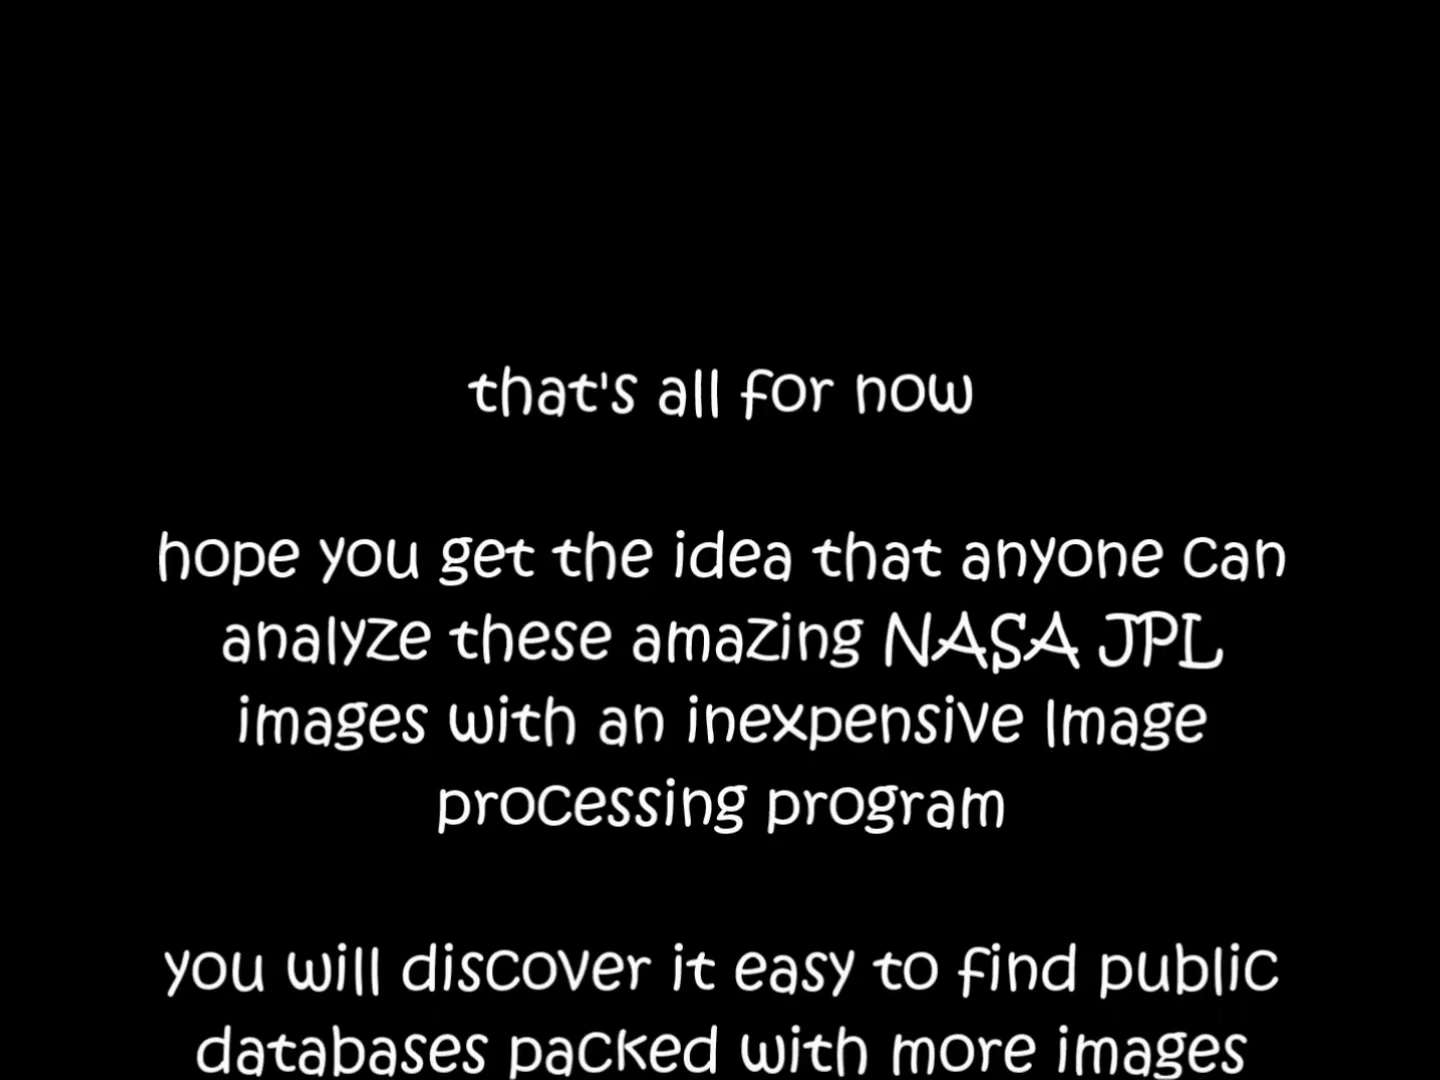 that's all for now
hope you get the idea that anyone can
analyze these amazing NASA JPL
images with an inexpensive Image
processing program
you will discover it easy to find public
databases packed with more images